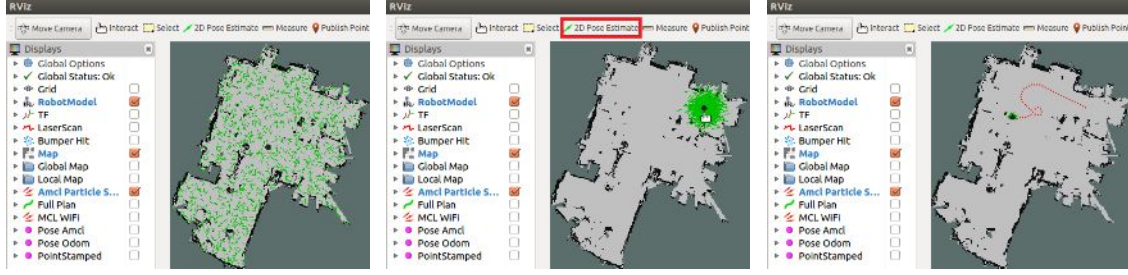 RViz
Move Camera Interact Select 2D Pose Estimate Measure Publish Point
Displays
Global Options
Global Status: Ok
Grid
RobotModel
TF
LaserScan
Bumper Hit
Map
Global Map
Local Map
Amcl Particle S...
Full Plan
MCL WiFi
Pose Amcl
Pose Odom
PointStamped
RViz
Move Camera Interact Select 2D Pose Estimate Measure Publish Point
Displays
Global Options
Global Status: Ok
Grid
RobotModel
TF
LaserScan
Bumper Hit
Map
Global Map
Local Map
Amcl Particle S...
Full Plan
MCL WiFi
Pose Amcl
Pose Odom
PointStamped
RViz
Move Camera Interact Select 2D Pose Estimate Measure Publish Point
Displays
Global Options
Global Status: Ok
Grid
RobotModel
TF
LaserScan
Bumper Hit
Map
Global Map
Local Map
Amcl Particle S...
Full Plan
MCL WiFi
Pose Amcl
Pose Odom
PointStamped